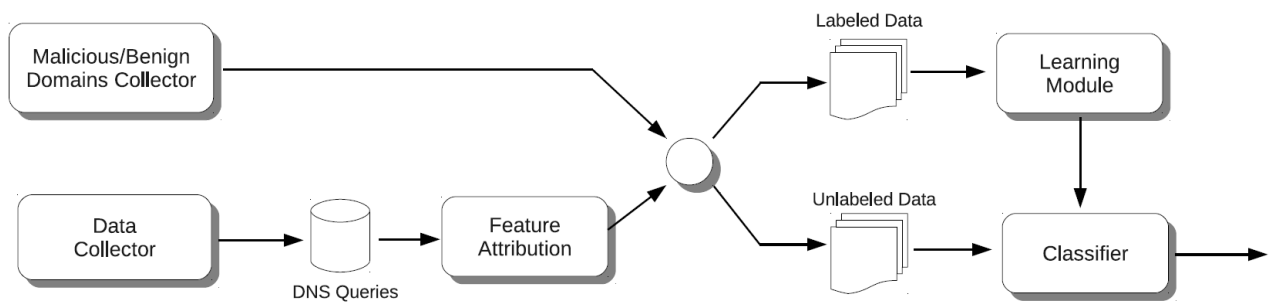 Malicious/Benign
Domains Collector
Labeled Data
Learning
Module
Data
Collector
DNS Queries
Feature
Attribution
Unlabeled Data
Classifier